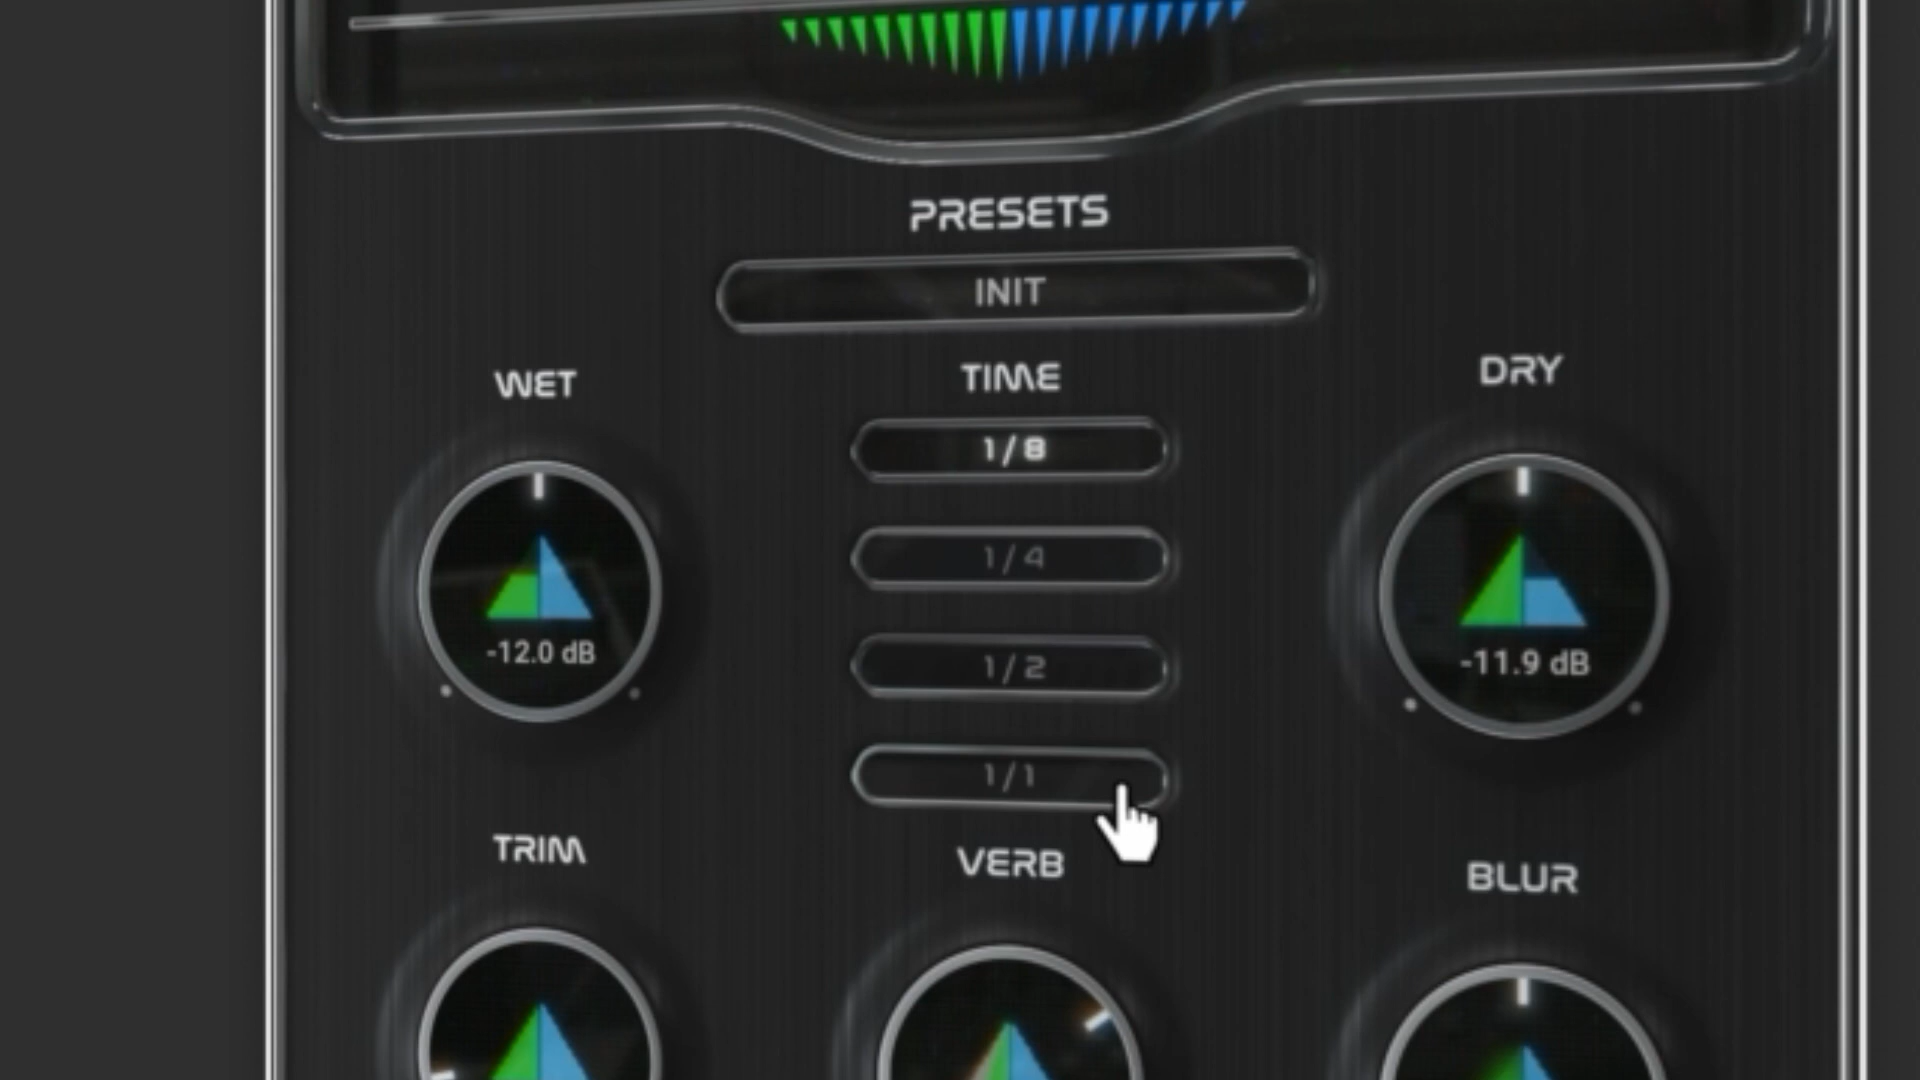 PRESETS
INIT
WET
TIME
DRY
1/8
1/4
1/2
1/1
-12.0 dB
-11.9 dB
TRIM
VERB
BLUR